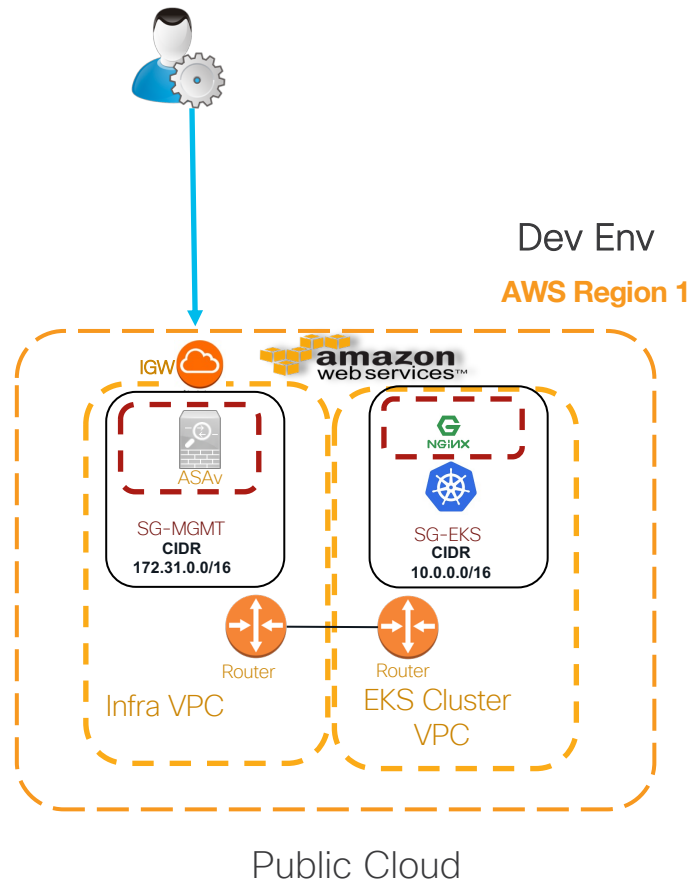 Dev Env
AWS Region 1
IGW
amazon
web services™
NGiNX
ASAv
SG-MGMT
CIDR
172.31.0.0/16
SG-EKS
CIDR
10.0.0.0/16
Router
Router
Infra VPC
EKS Cluster
VPC
Public Cloud